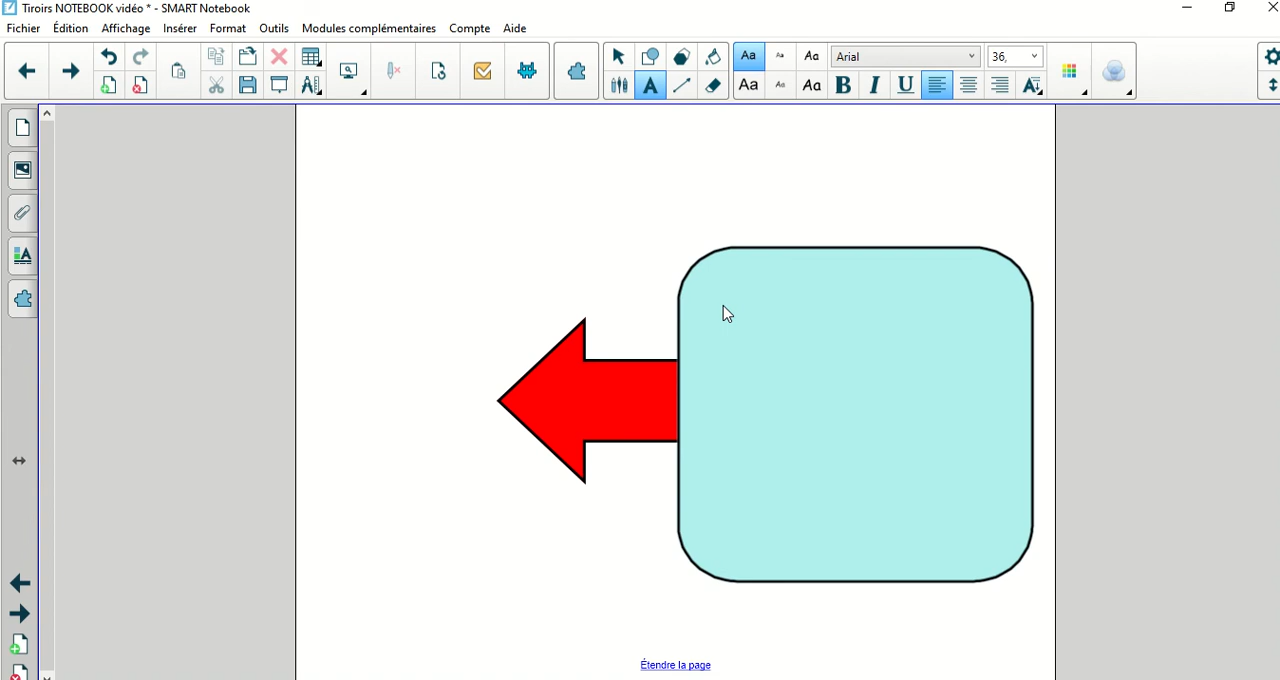 Tiroirs NOTEBOOK vidéo * - SMART Notebook
Fichier Édition Affichage Insérer Format Outils Modules complémentaires Compte Aide
Aa Aa Aa Arial 36,
A Aa Aa Aa B I U A
Étendre la page